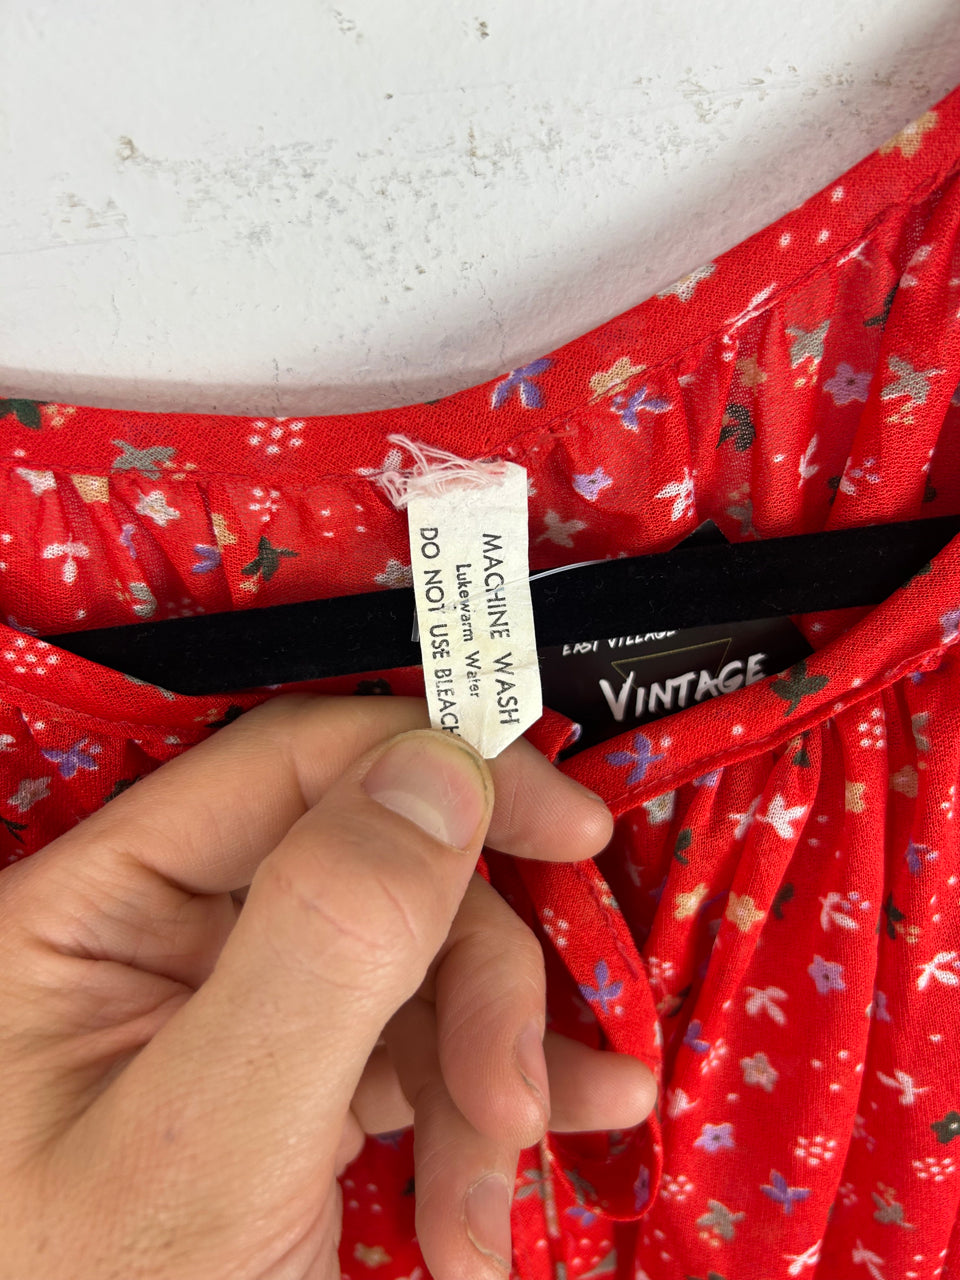 MACHINE WASH
Lukewarm Water
DO NOT USE BLEACH
EAST VILLAGE
VINTAGE